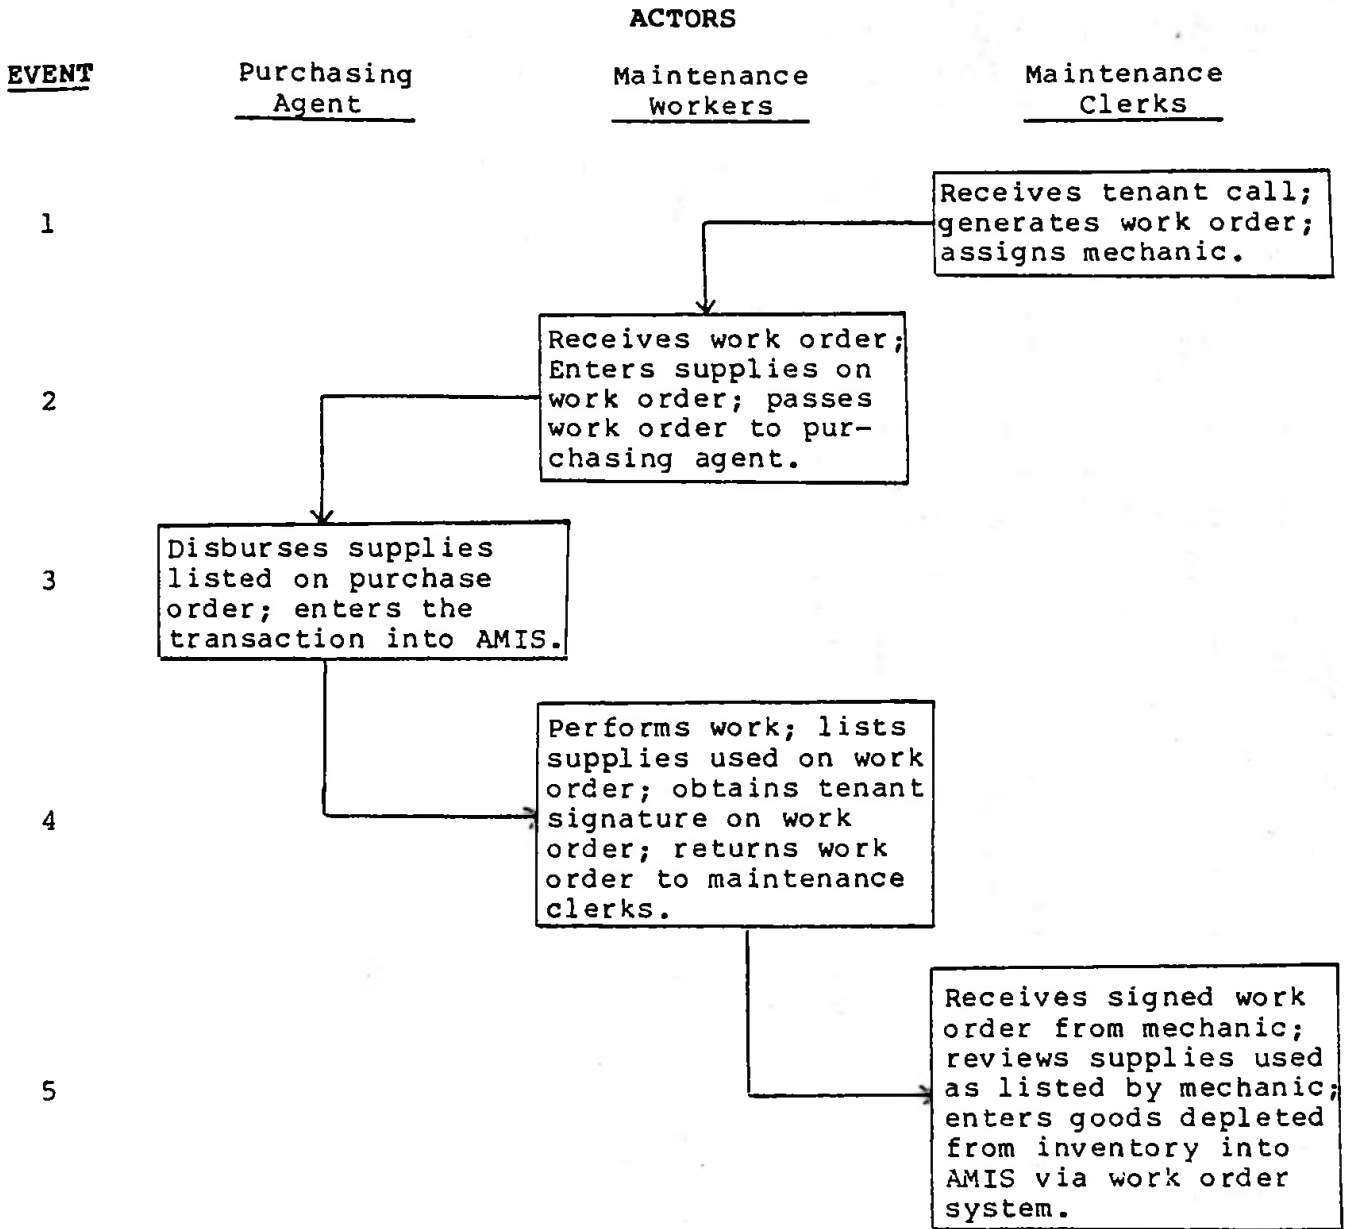 ACTORS
EVENT
Purchasing
Agent
Maintenance
Workers
Maintenance
Clerks
1
Receives tenant call;
generates work order;
assigns mechanic.
2
Receives work order;
Enters supplies on
work order; passes
work order to pur-
chasing agent.
3
Disburses supplies
listed on purchase
order; enters the
transaction into AMIS.
4
Performs work; lists
supplies used on work
order; obtains tenant
signature on work
order; returns work
order to maintenance
clerks.
5
Receives signed work
order from mechanic;
reviews supplies used
as listed by mechanic;
enters goods depleted
from inventory into
AMIS via work order
system.